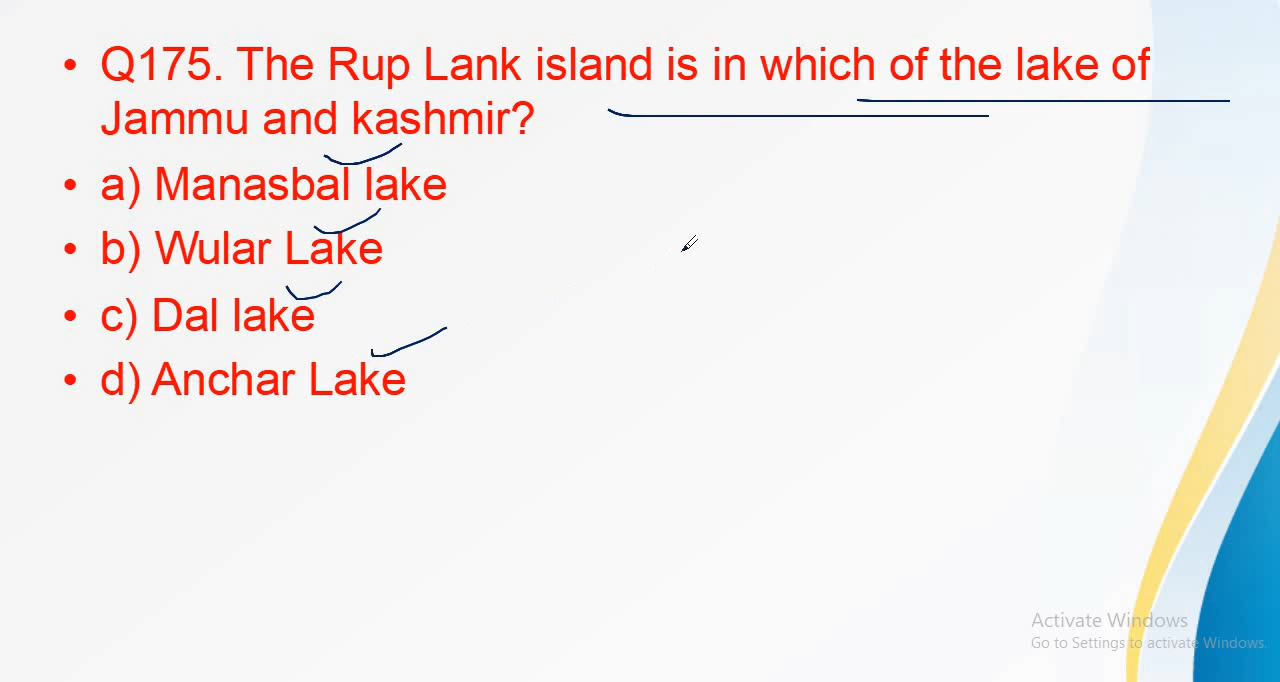 • Q175. The Rup Lank island is in which of the lake of
Jammu and kashmir?
• a) Manasbal lake
• b) Wular Lake
• c) Dal lake
• d) Anchar Lake
Activate Windows
Go to Settings to activate Windows.